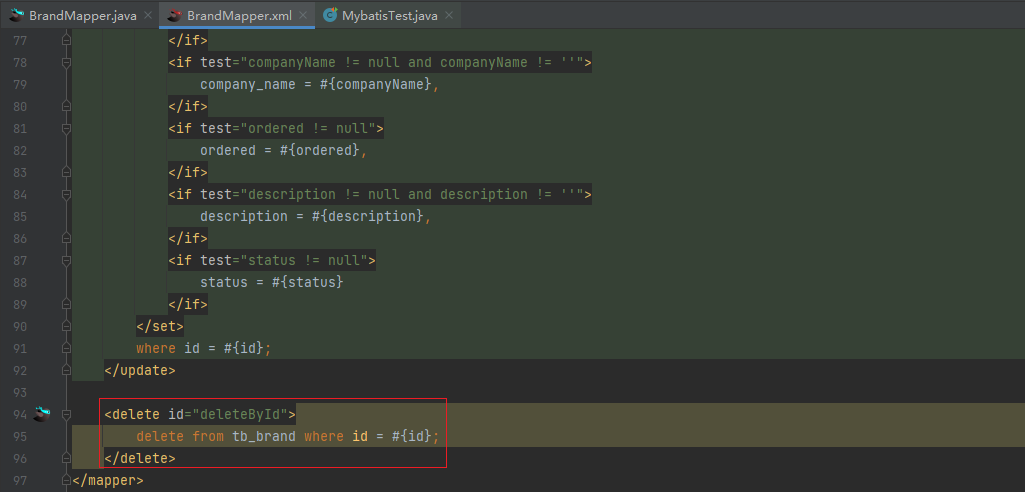 BrandMapper.java × BrandMapper.xml × MybatisTest.java ×
77 </if>
78 <if test="companyName != null and companyName != ''">
79 company_name = #{companyName},
80 </if>
81 <if test="ordered != null">
82 ordered = #{ordered},
83 </if>
84 <if test="description != null and description != ''">
85 description = #{description},
86 </if>
87 <if test="status != null">
88 status = #{status}
89 </if>
90 </set>
91 where id = #{id};
92 </update>
93
94 <delete id="deleteById">
95 delete from tb_brand where id = #{id};
96 </delete>
97 </mapper>